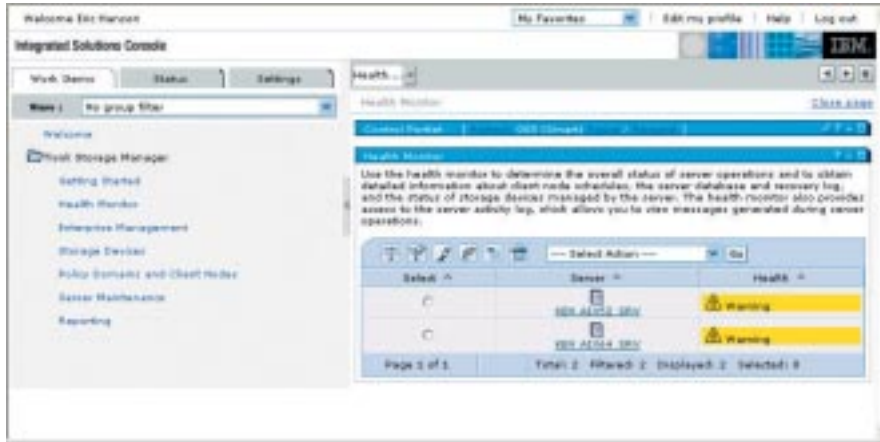 Welcome Eric Hansen
My Favorites
Edit my profile
Help
Log out
Integrated Solutions Console
IBM.
Work Items
Status
Settings
Health...
View :
No group filter
Health Monitor
Close page
Welcome
Tivoli Storage Manager
Getting Started
Health Monitor
Enterprise Management
Storage Devices
Policy Domains and Client Nodes
Server Maintenance
Reporting
Health Monitor
Use the health monitor to determine the overall status of server operations and to obtain
detailed information about client node schedules, the server database and recovery log,
and the status of storage devices managed by the server. The health monitor also provides
access to the server activity log, which allows you to view messages generated during server
operations.
--- Select Action ---
Go
Select
Server
Health
Warning
Warning
Page 1 of 1
Total: 2 Filtered: 2 Displayed: 2 Selected: 0